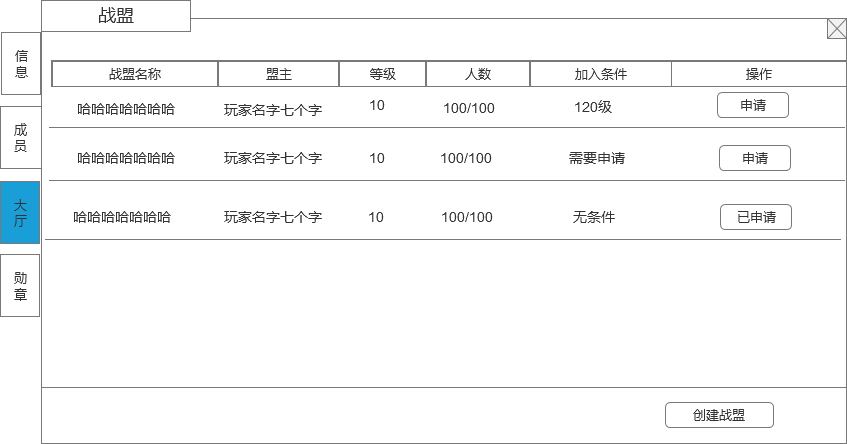 战盟
信息
成员
大厅
勋章
战盟名称 盟主 等级 人数 加入条件 操作
哈哈哈哈哈哈哈 玩家名字七个字 10 100/100 120级 申请
哈哈哈哈哈哈哈 玩家名字七个字 10 100/100 需要申请 申请
哈哈哈哈哈哈哈 玩家名字七个字 10 100/100 无条件 已申请
创建战盟